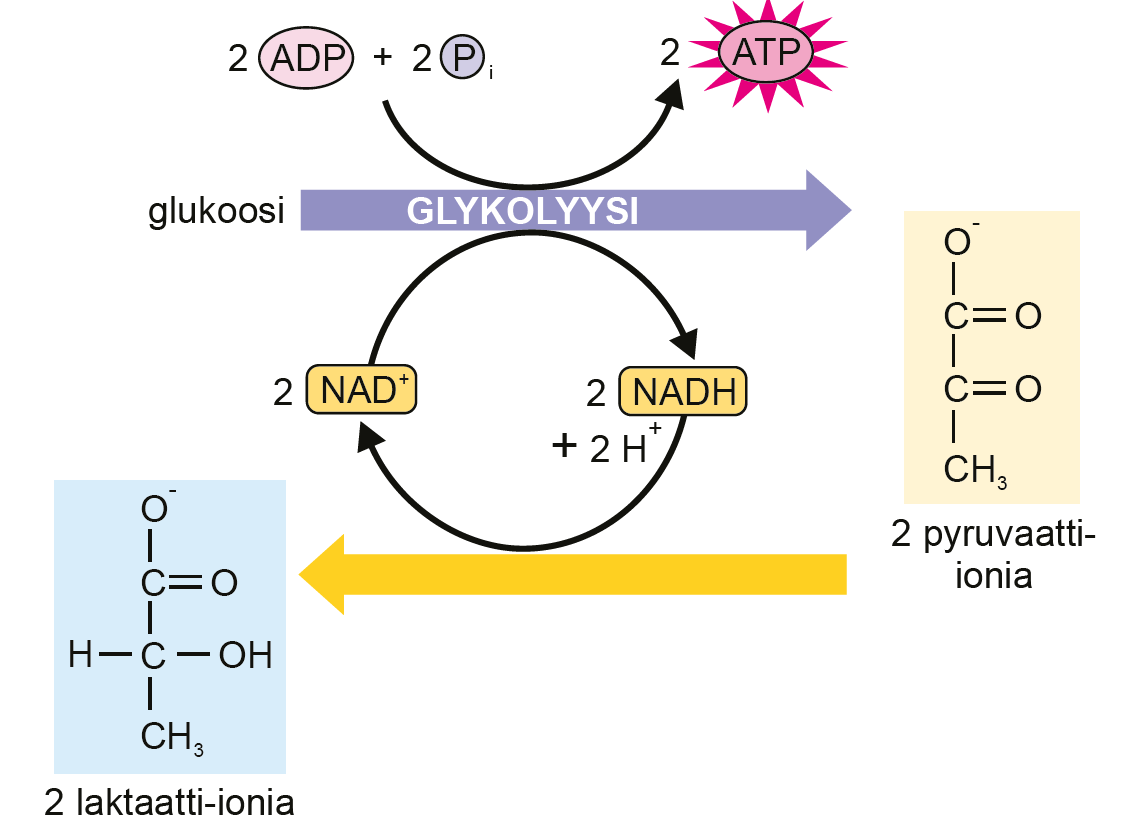 2 ADP + 2 Pi
2 ATP
glukoosi
GLYKOLYYSI
2 NAD+
2 NADH
+ 2 H+
O-
C=O
C=O
CH3
2 pyruvaatti-
ionia
O-
C=O
H–C–OH
CH3
2 laktaatti-ionia